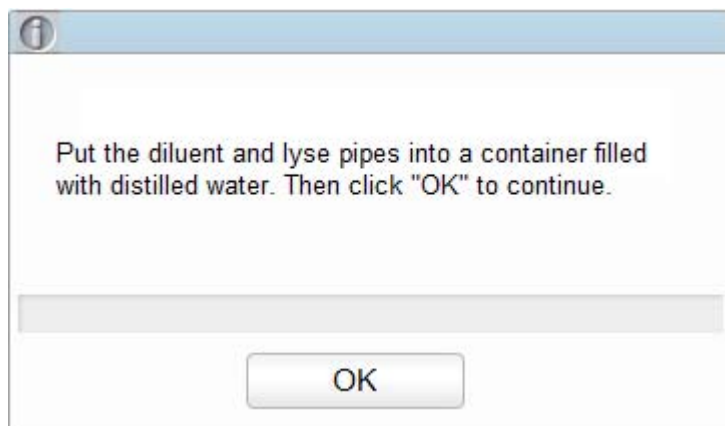 Put the diluent and lyse pipes into a container filled
with distilled water. Then click "OK" to continue.
OK